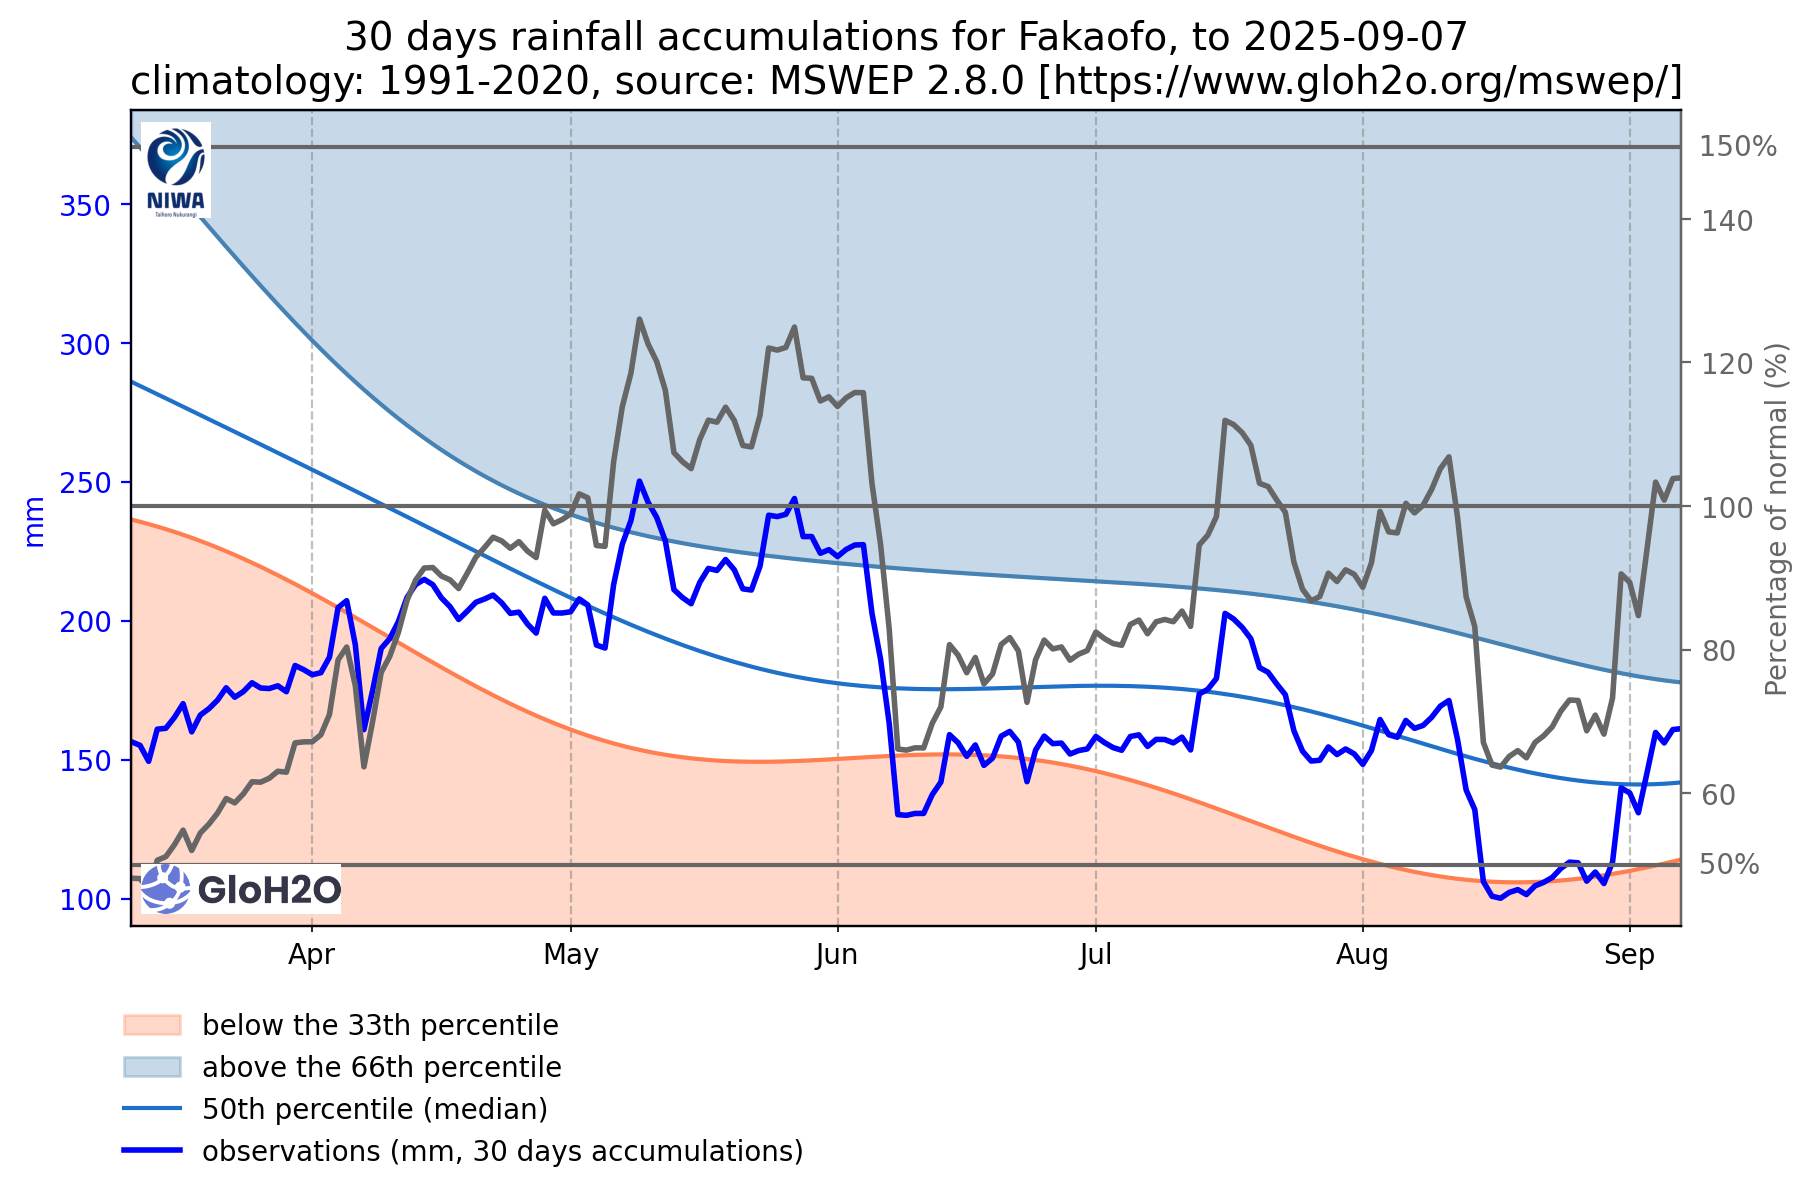 30 days rainfall accumulations for Fakaofo, to 2025-09-07
climatology: 1991-2020, source: MSWEP 2.8.0 [https://www.gloh2o.org/mswep/]
NIWA
Taihoro Nukurangi
GloH2O
mm
350
300
250
200
150
100
150%
140
120
100
80
60
50%
Percentage of normal (%)
Apr
May
Jun
Jul
Aug
Sep
below the 33th percentile
above the 66th percentile
50th percentile (median)
observations (mm, 30 days accumulations)